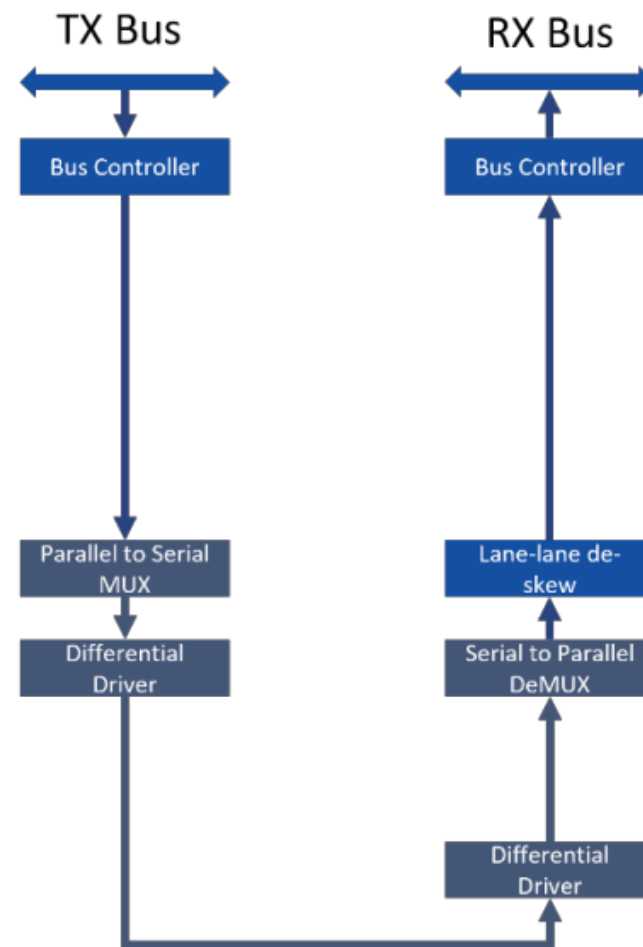 TX Bus
RX Bus
Bus Controller
Bus Controller
Parallel to Serial
MUX
Lane-lane de-
skew
Differential
Driver
Serial to Parallel
DeMUX
Differential
Driver